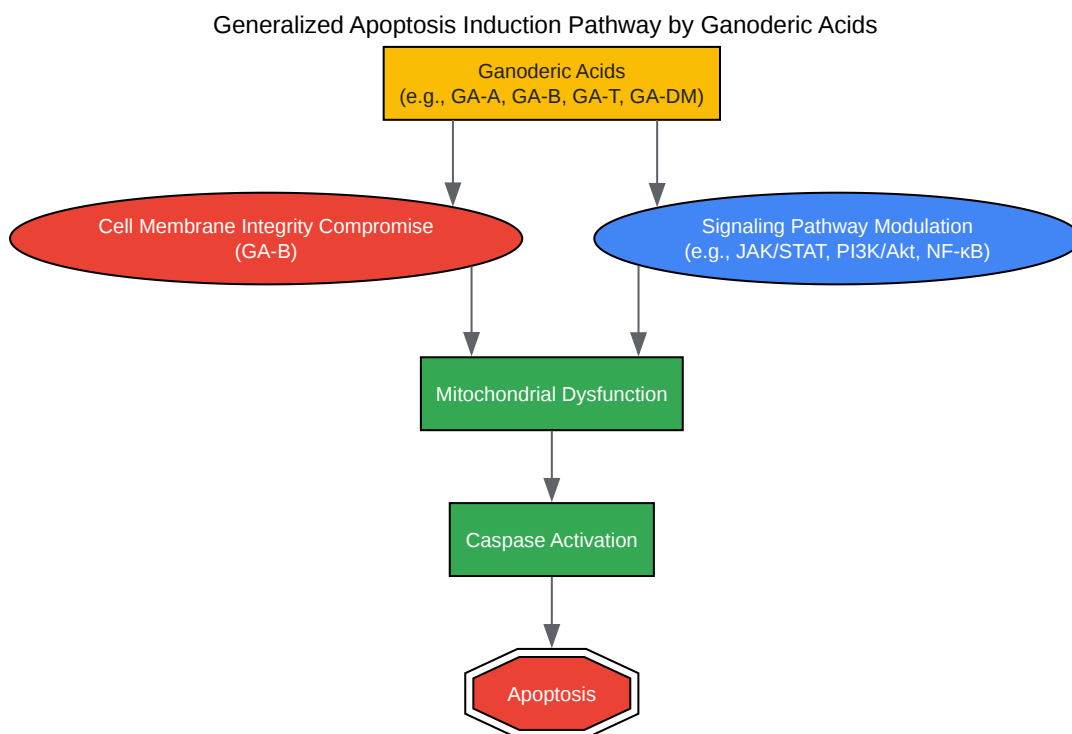 Generalized Apoptosis Induction Pathway by Ganoderic Acids
Ganoderic Acids
(e.g., GA-A, GA-B, GA-T, GA-DM)
Cell Membrane Integrity Compromise
(GA-B)
Signaling Pathway Modulation
(e.g., JAK/STAT, PI3K/Akt, NF-κB)
Mitochondrial Dysfunction
Caspase Activation
Apoptosis